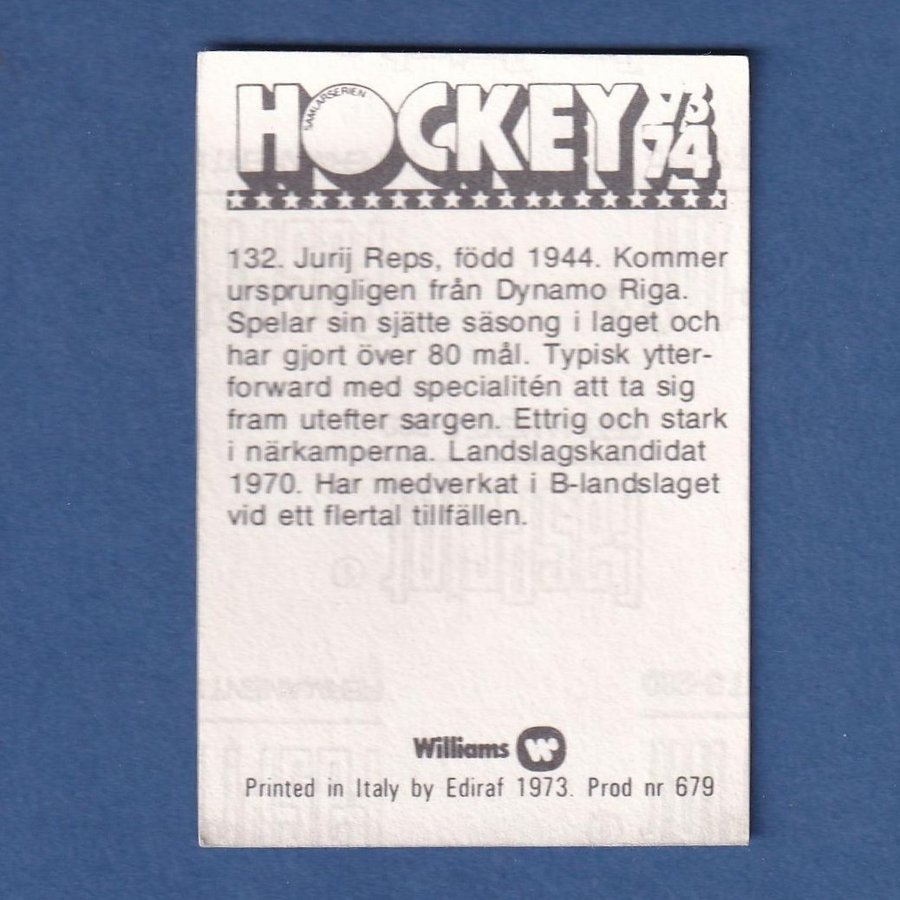 HOCKEY 73
SAMLARSERIEN
74
132. Jurij Reps, född 1944. Kommer
ursprungligen från Dynamo Riga.
Spelar sin sjätte säsong i laget och
har gjort över 80 mål. Typisk ytter-
forward med specialitén att ta sig
fram utefter sargen. Ettrig och stark
i närkamperna. Landslagskandidat
1970. Har medverkat i B-landslaget
vid ett flertal tillfällen.
Williams W
Printed in Italy by Ediraf 1973. Prod nr 679